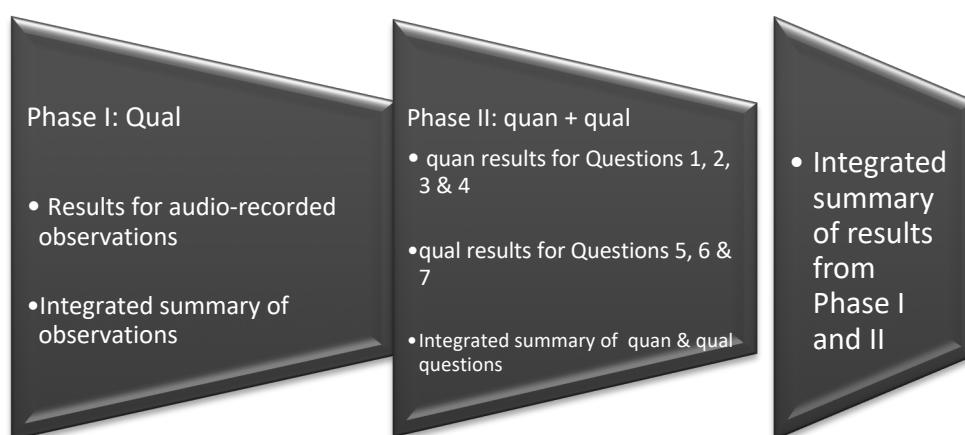 Phase I: Qual
• Results for audio-recorded
observations
•Integrated summary of
observations
Phase II: quan + qual
• quan results for Questions 1, 2,
3 & 4
•qual results for Questions 5, 6 &
7
•Integrated summary of quan & qual
questions
• Integrated
summary
of results
from
Phase I
and II